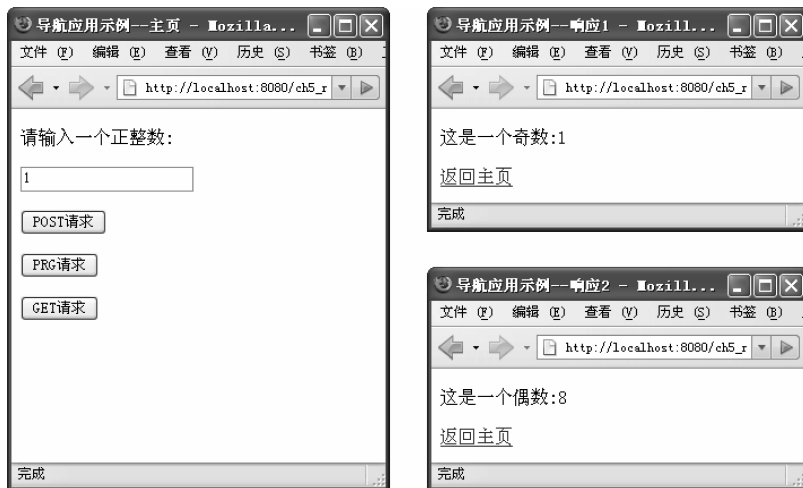 导航应用示例--主页 - Mozilla...
文件 (F) 编辑 (E) 查看 (V) 历史 (S) 书签 (B)
http://localhost:8080/ch5_r
请输入一个正整数:
1
POST请求
PRG请求
GET请求
完成
导航应用示例--响应1 - Mozill...
文件 (F) 编辑 (E) 查看 (V) 历史 (S) 书签 (B)
http://localhost:8080/ch5_r
这是一个奇数:1
返回主页
完成
导航应用示例--响应2 - Mozill...
文件 (F) 编辑 (E) 查看 (V) 历史 (S) 书签 (B)
http://localhost:8080/ch5_r
这是一个偶数:8
返回主页
完成